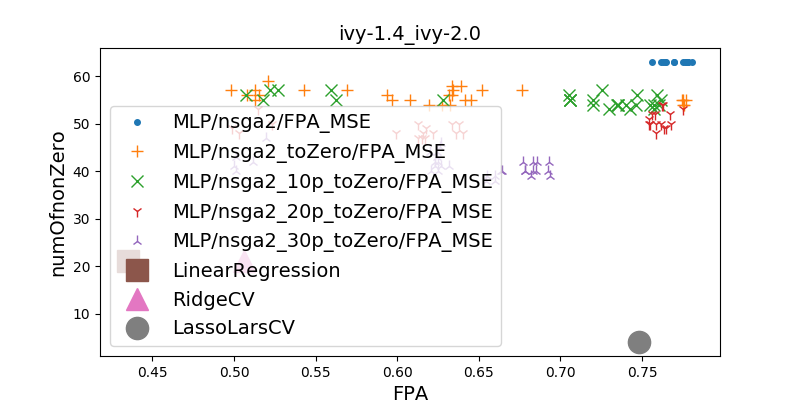 ivy-1.4_ivy-2.0
numOfnonZero
60
50
40
30
20
10
MLP/nsga2/FPA_MSE
MLP/nsga2_toZero/FPA_MSE
MLP/nsga2_10p_toZero/FPA_MSE
MLP/nsga2_20p_toZero/FPA_MSE
MLP/nsga2_30p_toZero/FPA_MSE
LinearRegression
RidgeCV
LassoLarsCV
0.45
0.50
0.55
0.60
0.65
0.70
0.75
FPA